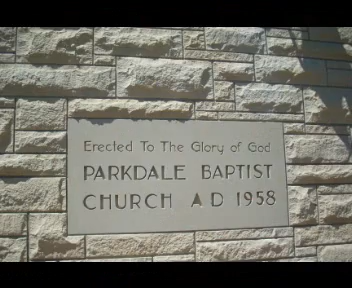 Erected To The Glory of God
PARKDALE BAPTIST
CHURCH A D 1958